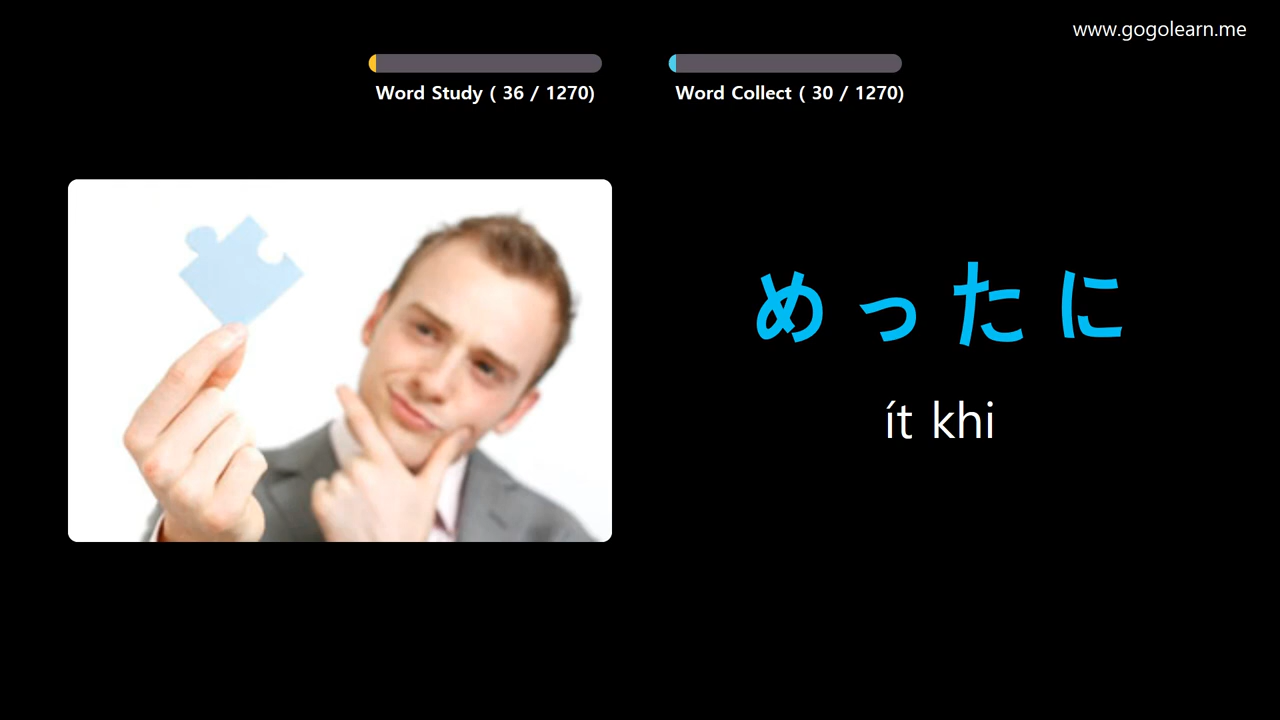 www.gogolearn.me
Word Study ( 36 / 1270)
Word Collect ( 30 / 1270)
めったに
ít khi